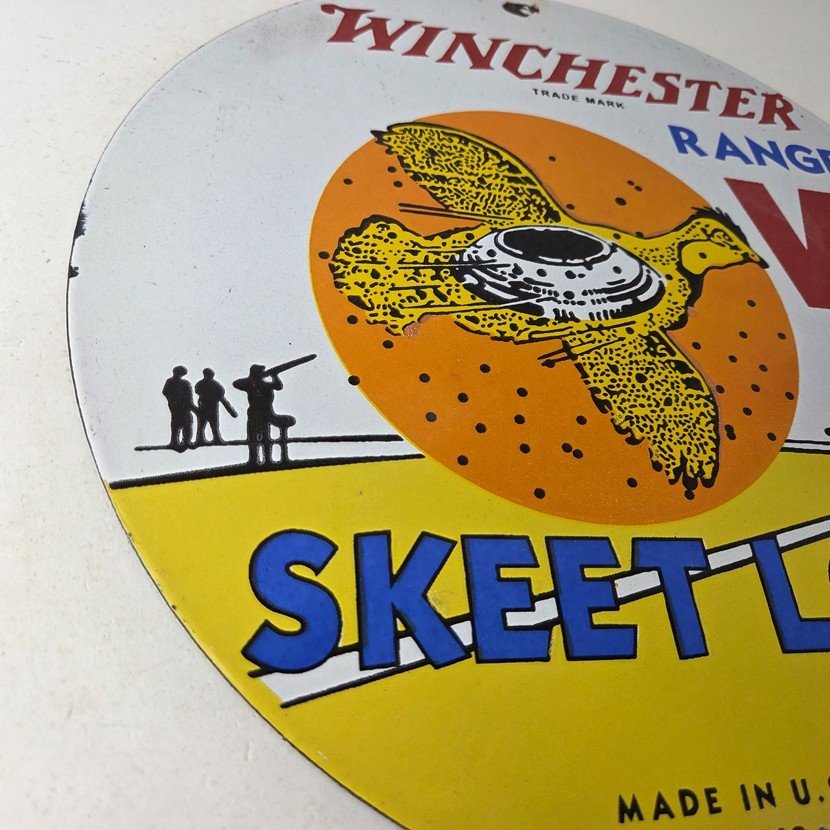 WINCHESTER
TRADE MARK
RANGE
W
SKEET L
MADE IN U.S